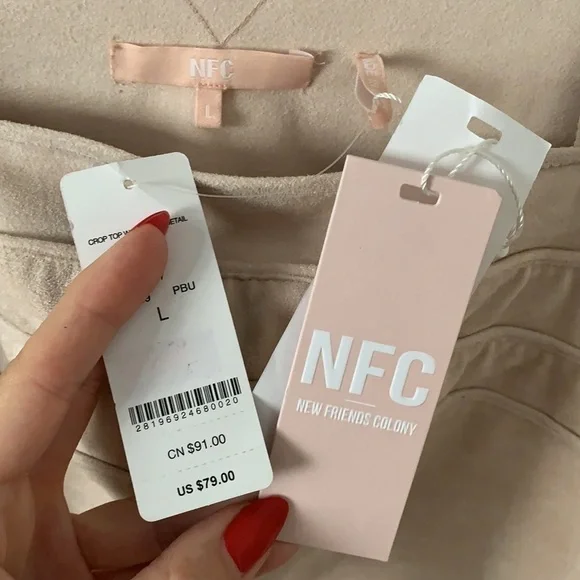 NFC
L
CROP TOP
PBU
L
28196924680020
CN $91.00
US $79.00
NFC
NEW FRIENDS COLONY